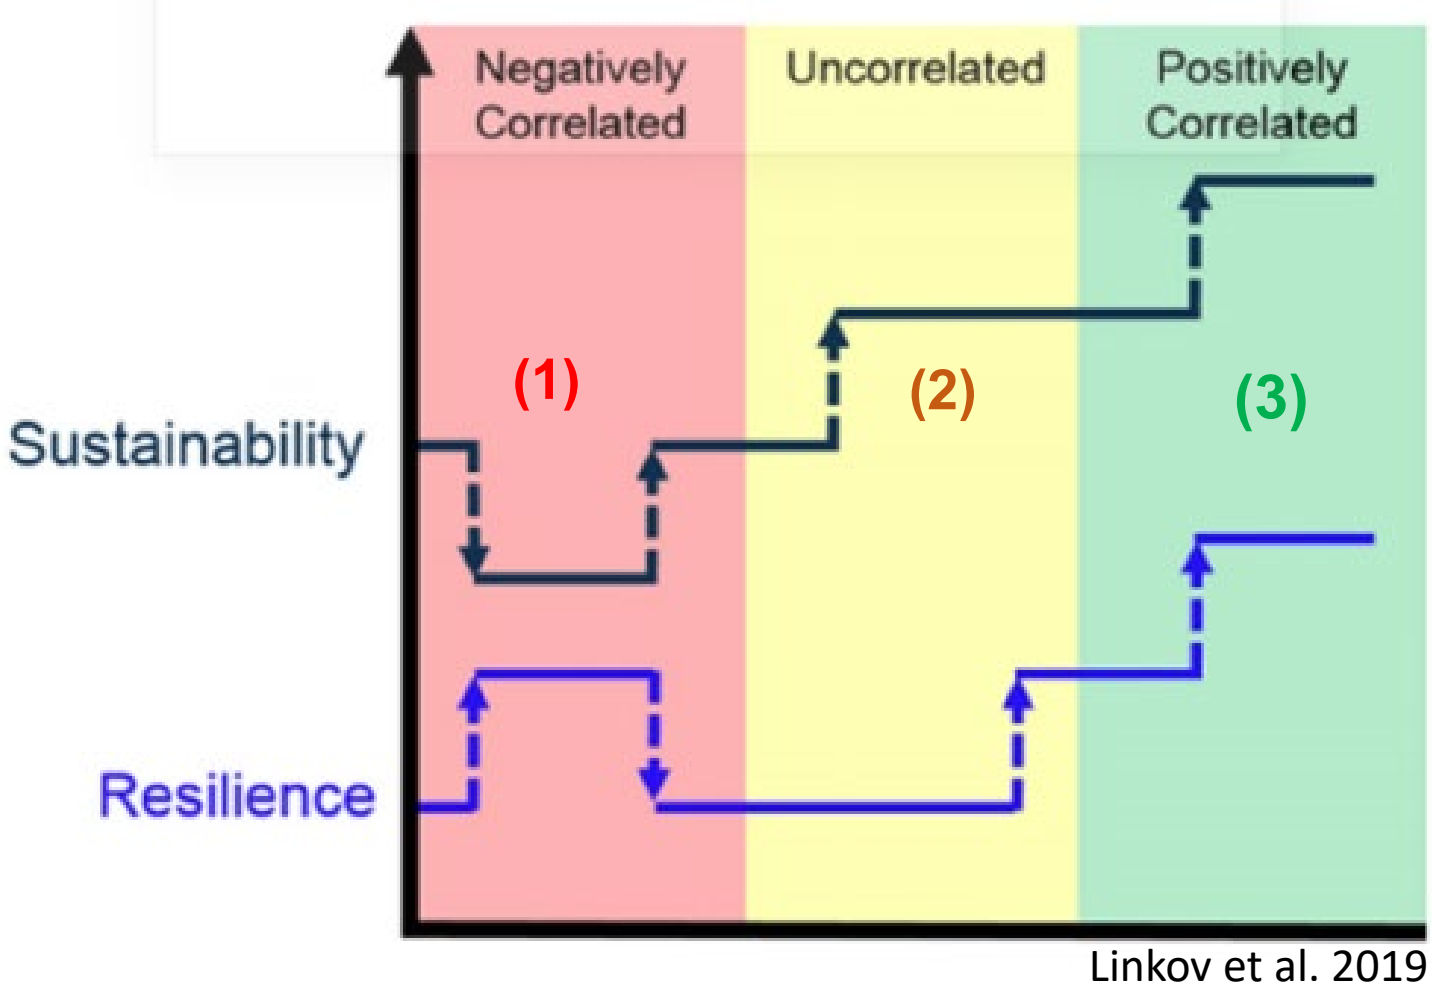 Negatively
Correlated
Uncorrelated
Positively
Correlated
(1)
(2)
(3)
Sustainability
Resilience
Linkov et al. 2019